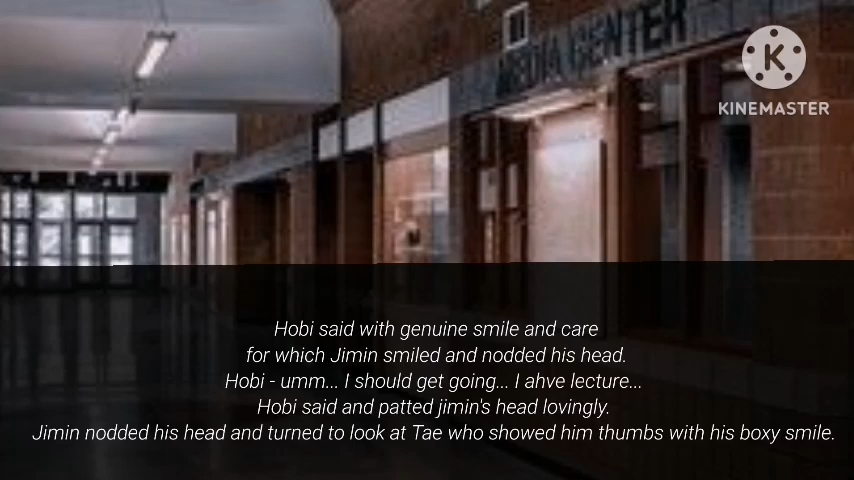 MEDIA CENTER
KINEMASTER
Hobi said with genuine smile and care
for which Jimin smiled and nodded his head.
Hobi - umm... I should get going... I ahve lecture...
Hobi said and patted jimin's head lovingly.
Jimin nodded his head and turned to look at Tae who showed him thumbs with his boxy smile.